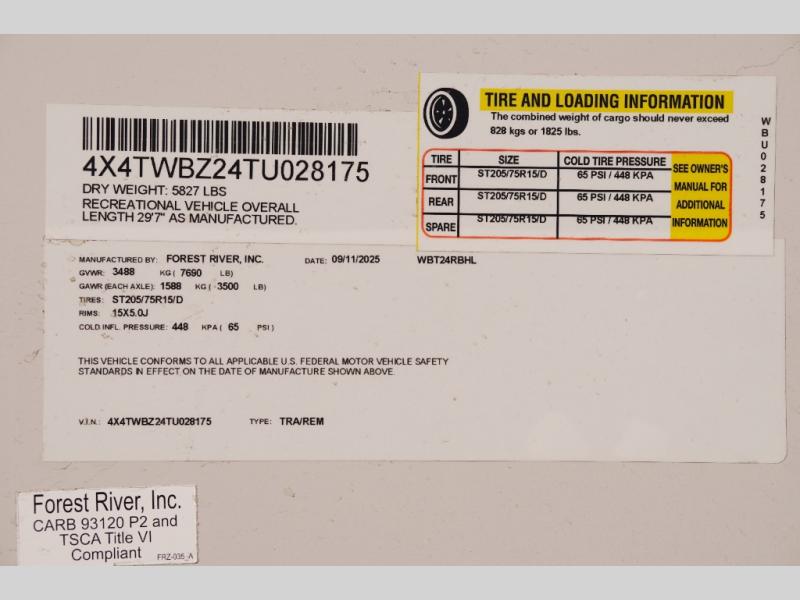 4X4TWBZ24TU028175
DRY WEIGHT: 5827 LBS
RECREATIONAL VEHICLE OVERALL
LENGTH 29'7" AS MANUFACTURED.
TIRE AND LOADING INFORMATION
The combined weight of cargo should never exceed
828 kgs or 1825 lbs.
TIRE SIZE COLD TIRE PRESSURE
FRONT ST205/75R15/D 65 PSI / 448 KPA
REAR ST205/75R15/D 65 PSI / 448 KPA
SPARE ST205/75R15/D 65 PSI / 448 KPA
SEE OWNER'S
MANUAL FOR
ADDITIONAL
INFORMATION
WBU028175
MANUFACTURED BY: FOREST RIVER, INC. DATE: 09/11/2025 WBT24RBHL
GVWR: 3488 KG ( 7690 LB)
GAWR (EACH AXLE): 1588 KG ( 3500 LB)
TIRES: ST205/75R15/D
RIMS: 15X5.0J
COLD INFL. PRESSURE: 448 KPA ( 65 PSI )
THIS VEHICLE CONFORMS TO ALL APPLICABLE U.S. FEDERAL MOTOR VEHICLE SAFETY
STANDARDS IN EFFECT ON THE DATE OF MANUFACTURE SHOWN ABOVE.
V.I.N.: 4X4TWBZ24TU028175 TYPE: TRA/REM
Forest River, Inc.
CARB 93120 P2 and
TSCA Title VI
Compliant FRZ-035_A